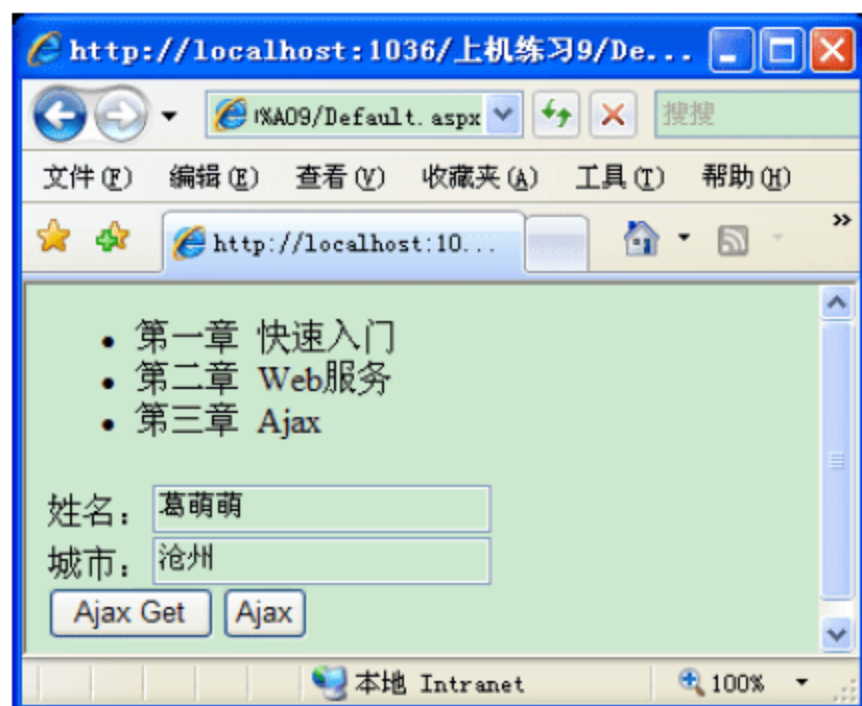 http://localhost:1036/上机练习9/De...
%A09/Default.aspx
搜搜
文件(F) 编辑(E) 查看(V) 收藏夹(A) 工具(T) 帮助(H)
http://localhost:10...
第一章 快速入门
第二章 Web服务
第三章 Ajax
姓名：葛萌萌
城市：沧州
Ajax Get Ajax
本地 Intranet 100%